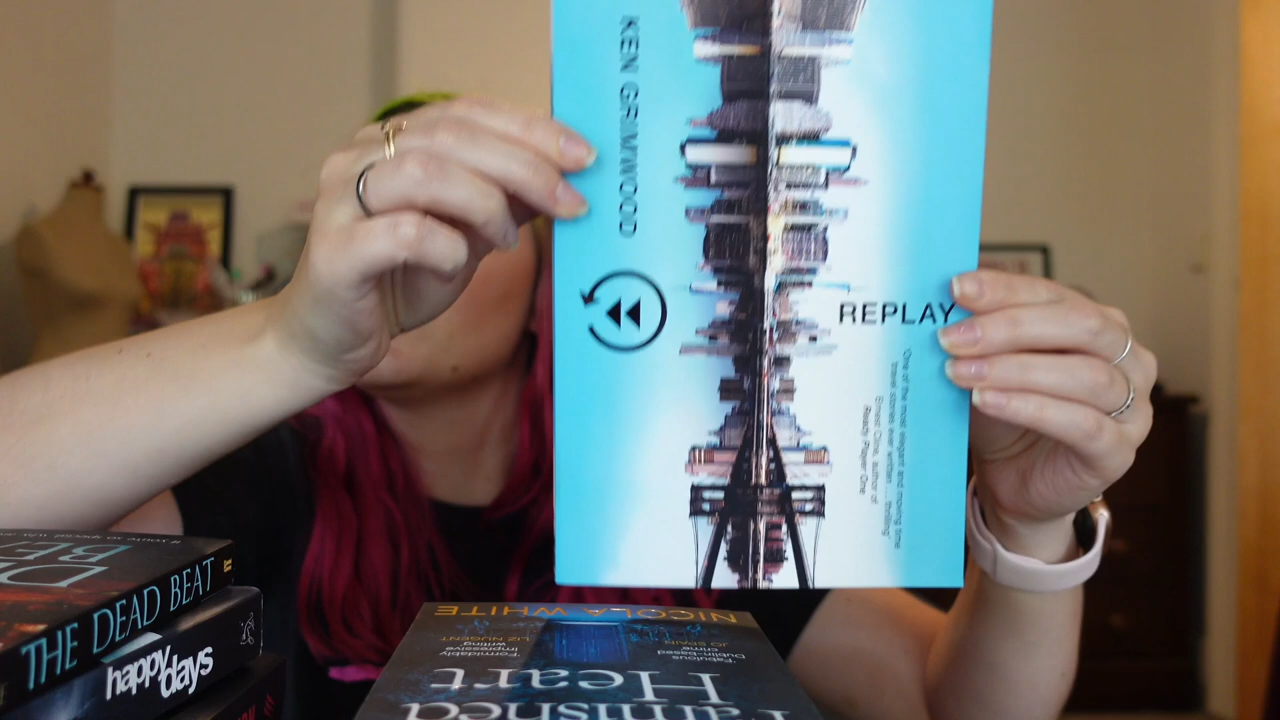 KEN GRIMWOOD
REPLAY
'One of the most elegant and moving time
travel stories ever written ... thrilling'
Ernest Cline, author of
Ready Player One
THE DEAD BEAT
happy days
NICOLA WHITE
'Fabulous
Dublin-based
crime'
JO SPAIN
'Formidably
impressive
writing'
LIZ NUGENT
Heart